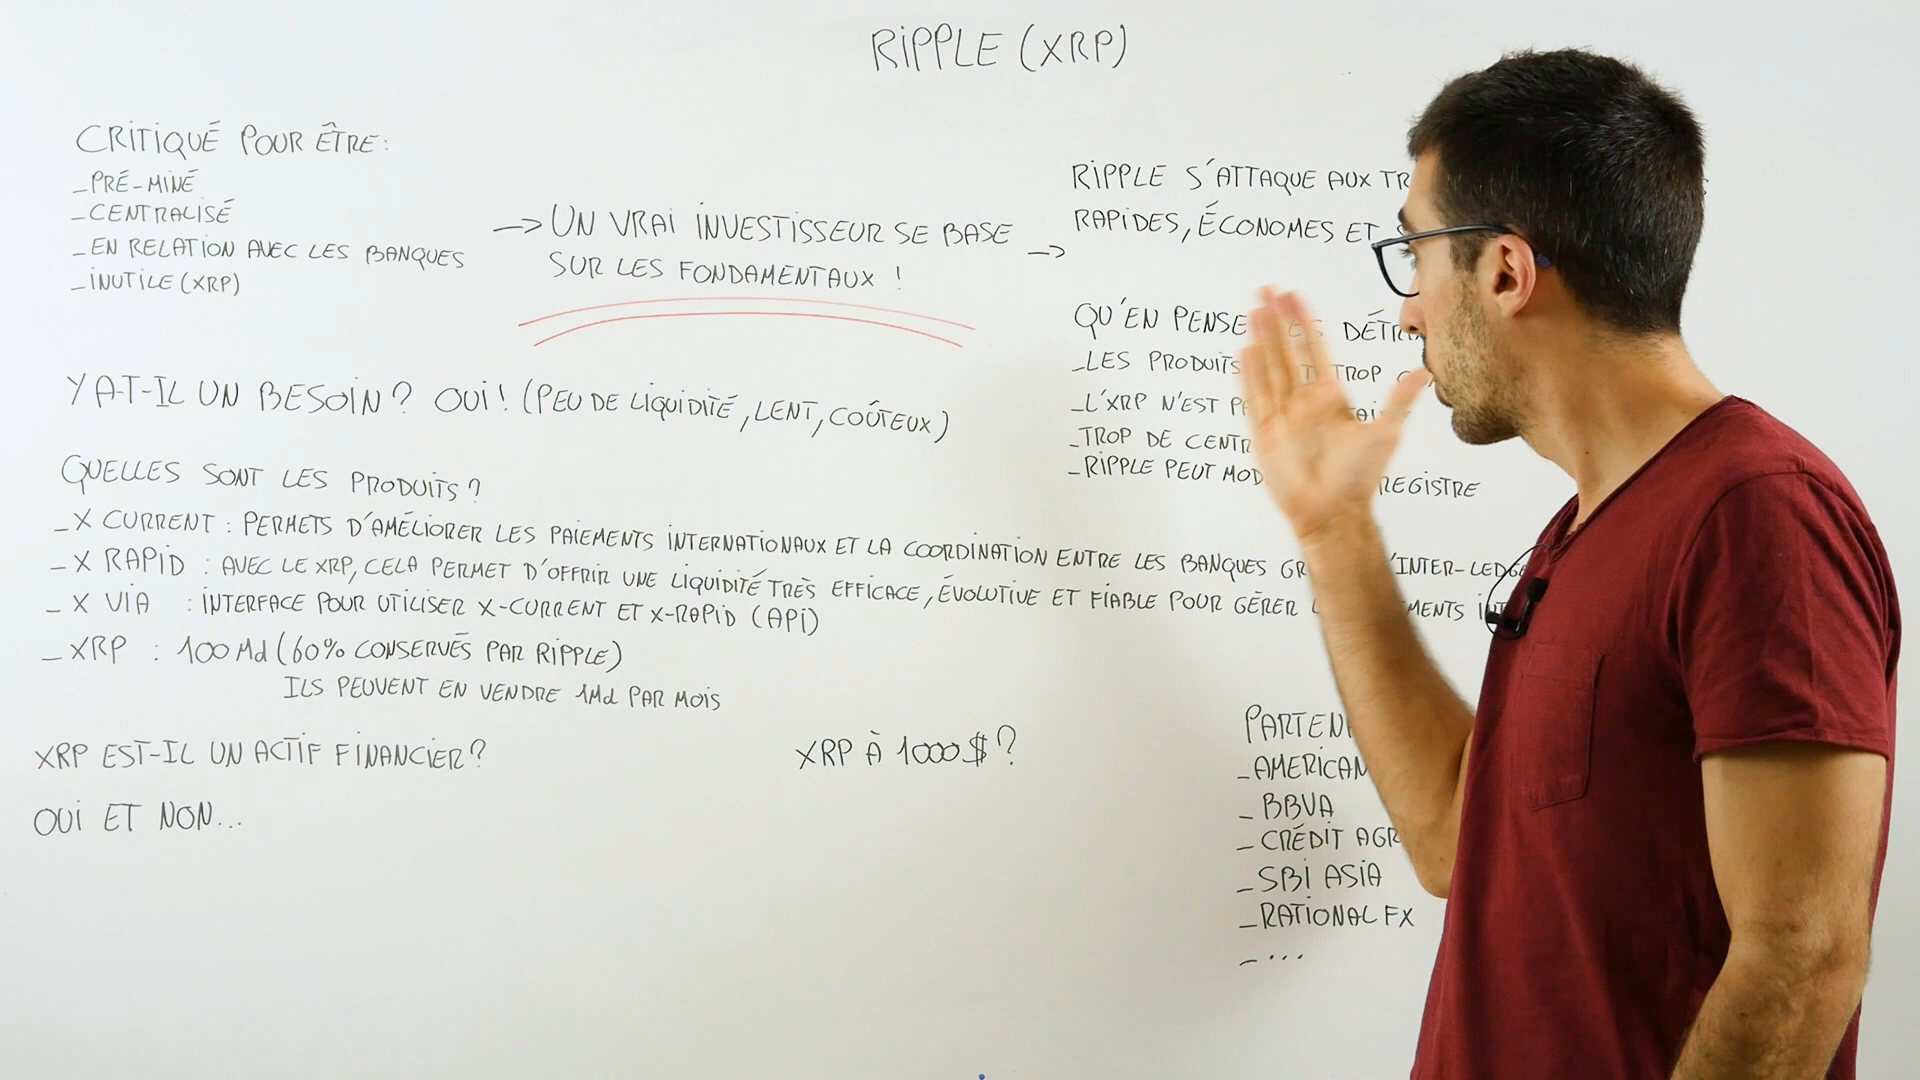 RIPPLE (XRP)
CRITIQUÉ POUR ÊTRE:
_PRÉ-MINÉ
_CENTRALISÉ
_EN RELATION AVEC LES BANQUES
_INUTILE (XRP)
-> UN VRAI INVESTISSEUR SE BASE
SUR LES FONDAMENTAUX !
->
RIPPLE S'ATTAQUE AUX
RAPIDES, ÉCONOMES ET
QU'EN PENSE
_LES PRODUITS TROP
_L'XRP N'EST
_TROP DE
_RIPPLE PEUT REGISTRE
Y A-T-IL UN BESOIN? OUI! (PEU DE LIQUIDITÉ, LENT, COÛTEUX)
QUELLES SONT LES PRODUITS?
_X CURRENT : PERMETS D'AMÉLIORER LES PAIEMENTS INTERNATIONAUX ET LA COORDINATION ENTRE LES BANQUES
_X RAPID : AVEC LE XRP, CELA PERMET D'OFFRIR UNE LIQUIDITÉ TRÈS EFFICACE, ÉVOLUTIVE ET FIABLE POUR GÉRER
_X VIA : INTERFACE POUR UTILISER X-CURRENT ET X-RAPID (API)
_XRP : 100 Md (60% CONSERVÉS PAR RIPPLE)
ILS PEUVENT EN VENDRE 1Md PAR MOIS
XRP EST-IL UN ACTIF FINANCIER?
OUI ET NON...
XRP À 1000$?
_AMERICAN
_BBVA
_CRÉDIT
_SBI ASIA
_RATIONAL FX
_...